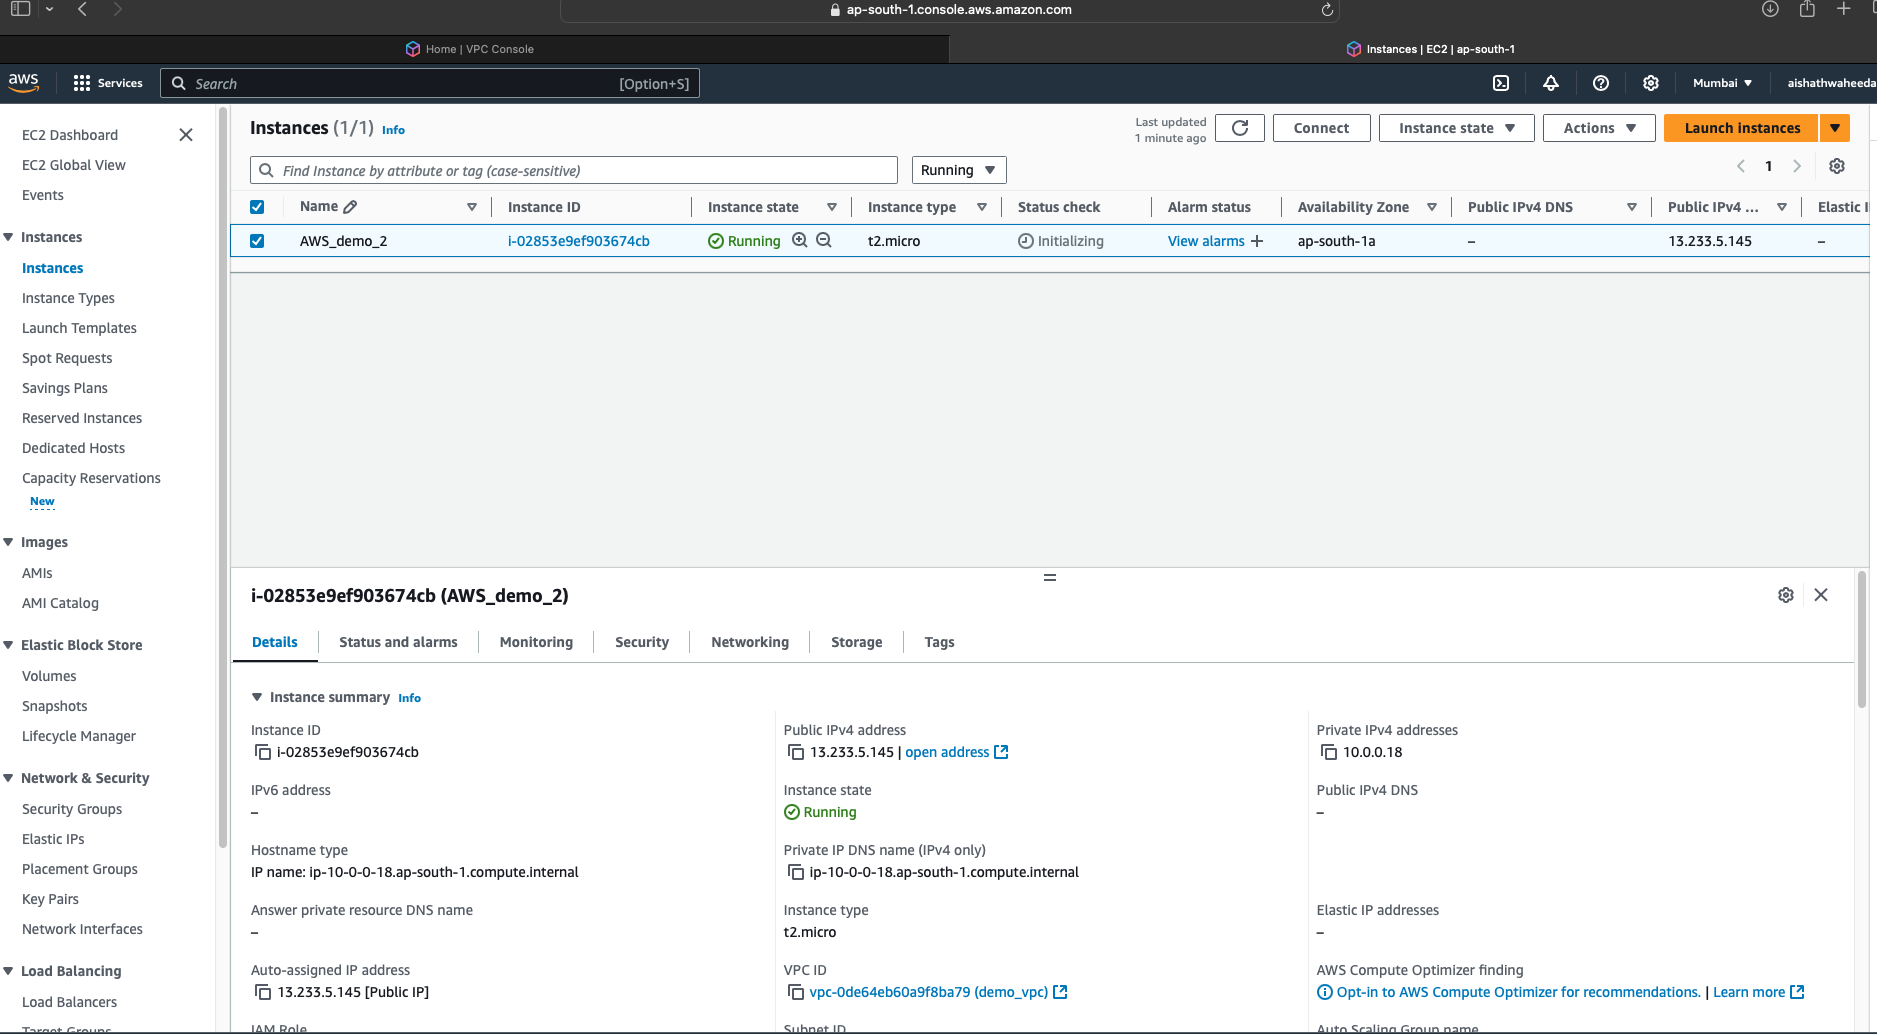 ap-south-1.console.aws.amazon.com
Home | VPC Console
Instances | EC2 | ap-south-1
aws
Services
Search
[Option+S]
Mumbai
aishathwaheeda
EC2 Dashboard
EC2 Global View
Events
Instances
Instances
Instance Types
Launch Templates
Spot Requests
Savings Plans
Reserved Instances
Dedicated Hosts
Capacity Reservations
New
Images
AMIs
AMI Catalog
Elastic Block Store
Volumes
Snapshots
Lifecycle Manager
Network & Security
Security Groups
Elastic IPs
Placement Groups
Key Pairs
Network Interfaces
Load Balancing
Load Balancers
Target Groups
Instances (1/1) Info
Last updated
1 minute ago
Connect
Instance state
Actions
Launch instances
Find Instance by attribute or tag (case-sensitive)
Running
1
Name
Instance ID
Instance state
Instance type
Status check
Alarm status
Availability Zone
Public IPv4 DNS
Public IPv4 ...
Elastic I
AWS_demo_2
i-02853e9ef903674cb
Running
t2.micro
Initializing
View alarms +
ap-south-1a
–
13.233.5.145
–
i-02853e9ef903674cb (AWS_demo_2)
Details
Status and alarms
Monitoring
Security
Networking
Storage
Tags
Instance summary Info
Instance ID
i-02853e9ef903674cb
Public IPv4 address
13.233.5.145 | open address
Private IPv4 addresses
10.0.0.18
IPv6 address
–
Instance state
Running
Public IPv4 DNS
–
Hostname type
IP name: ip-10-0-0-18.ap-south-1.compute.internal
Private IP DNS name (IPv4 only)
ip-10-0-0-18.ap-south-1.compute.internal
Answer private resource DNS name
–
Instance type
t2.micro
Elastic IP addresses
–
Auto-assigned IP address
13.233.5.145 [Public IP]
VPC ID
vpc-0de64eb60a9f8ba79 (demo_vpc)
AWS Compute Optimizer finding
Opt-in to AWS Compute Optimizer for recommendations. | Learn more
IAM Role
Subnet ID
Auto Scaling Group name